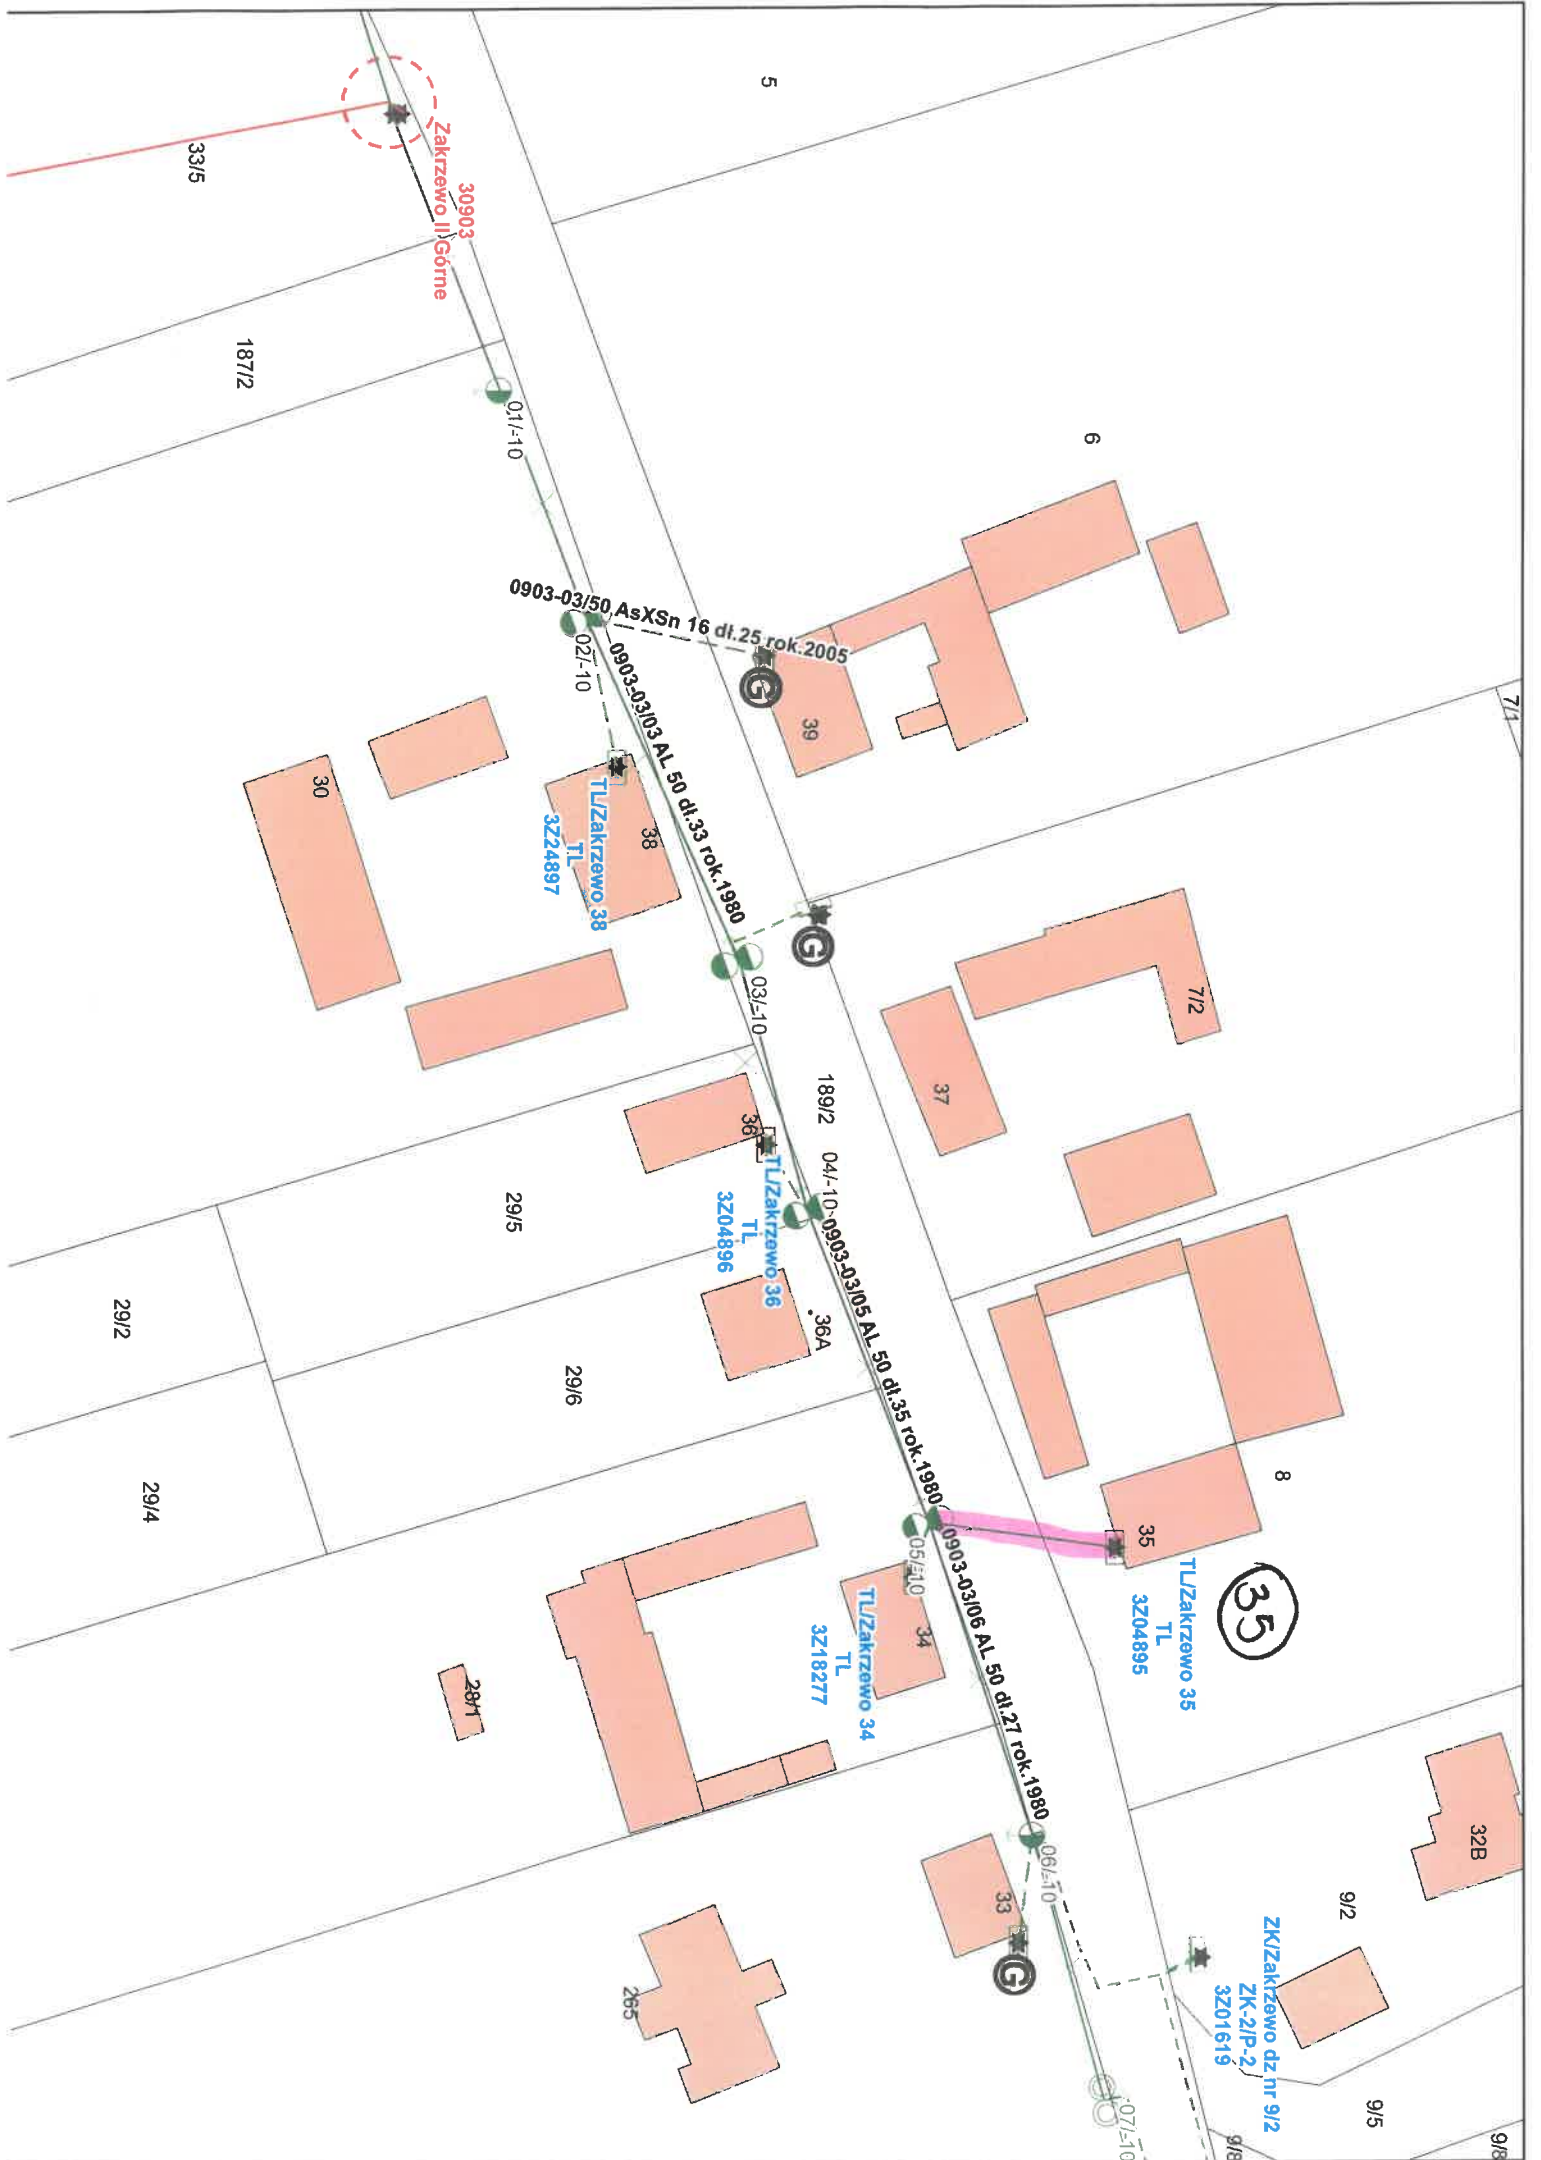 5
33/5
30903
Zakrzewo II Górne
187/2
01/-10
6
0903-03/50 AsXSn 16 dł.25 rok.2005
02/-10
G
39
7/1
0903-03/03 AL 50 dł.33 rok.1980
30
38
TL/Zakrzewo 38
TL
3Z24897
G
03/-10
7/2
37
189/2
36
04/-10
TL/Zakrzewo 36
TL
3Z04896
29/5
29/2
0903-03/05 AL 50 dł.35 rok.1980
36A
29/6
29/4
8
35
05/-10
TL/Zakrzewo 35
TL
3Z04895
35
0903-03/06 AL 50 dł.27 rok.1980
34
TL/Zakrzewo 34
TL
3Z18277
28/1
32B
06/-10
33
G
9/2
ZK/Zakrzewo dz nr 9/2
ZK-2/P-2
3Z01619
265
07/-10
9/5
9/8
9/8